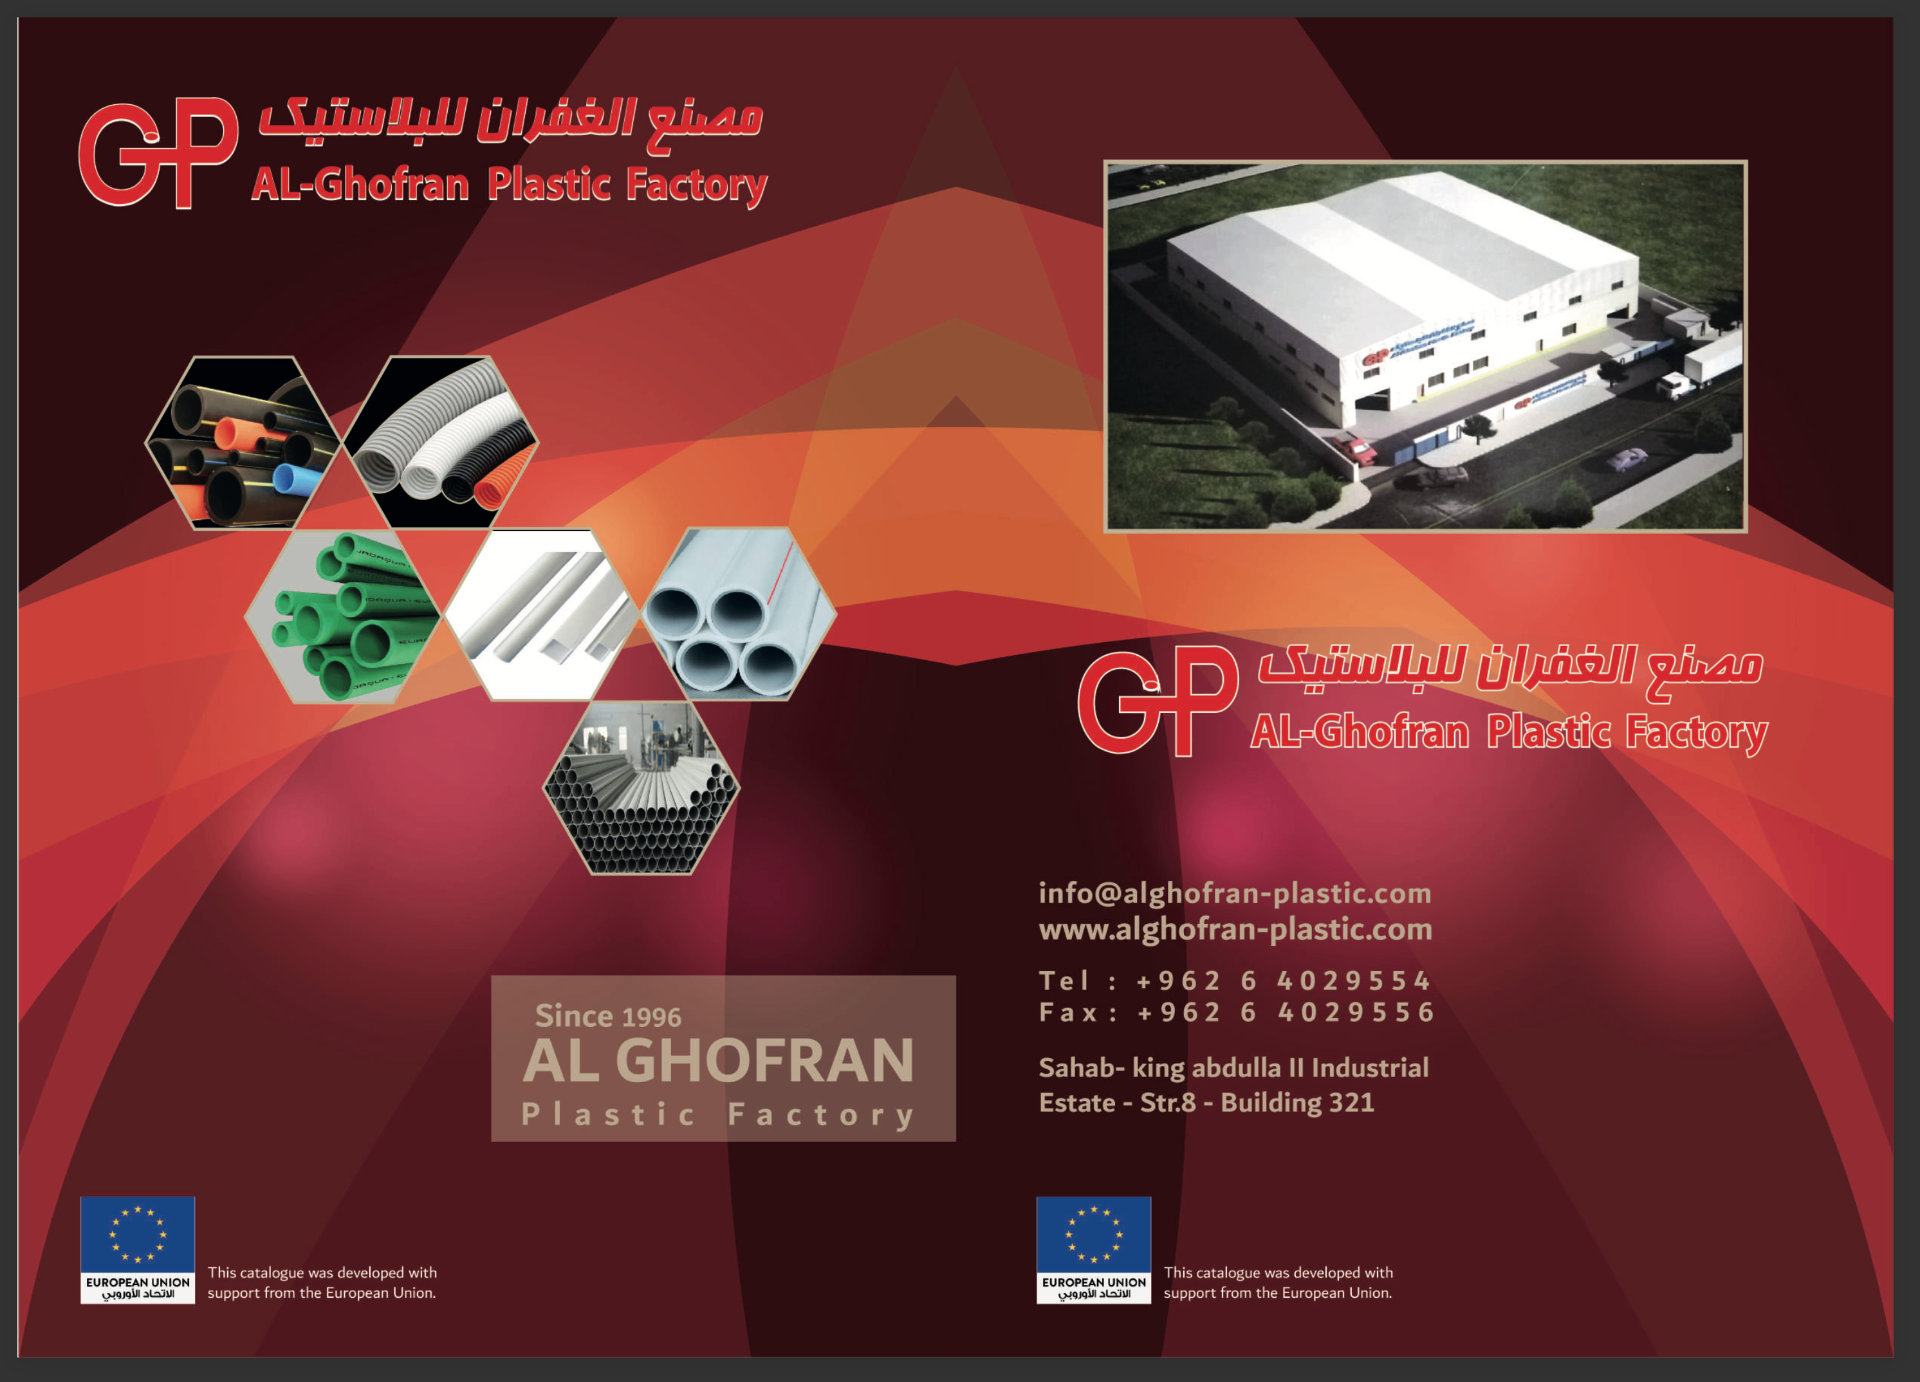 GP
مصنع الغفران للبلاستيك
AL-Ghofran Plastic Factory
Since 1996
AL GHOFRAN
Plastic Factory
EUROPEAN UNION
الاتحاد الأوروبي
This catalogue was developed with
support from the European Union.
GP
GP
مصنع الغفران للبلاستيك
AL-Ghofran Plastic Factory
info@alghofran-plastic.com
www.alghofran-plastic.com
Tel : +962 6 4029554
Fax : +962 6 4029556
Sahab- king abdulla II Industrial
Estate - Str.8 - Building 321
EUROPEAN UNION
الاتحاد الأوروبي
This catalogue was developed with
support from the European Union.